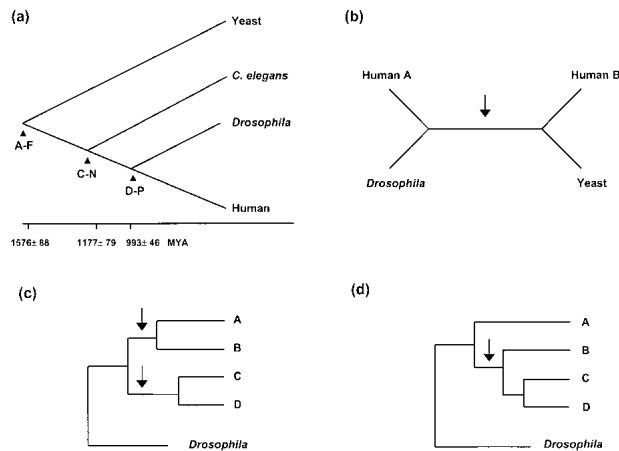 (a)
Yeast
C. elegans
Drosophila
Human
A-F
C-N
D-P
1576± 88 1177± 79 993± 46 MYA
(b)
Human A Human B
Drosophila Yeast
(c)
A
B
C
D
Drosophila
(d)
A
B
C
D
Drosophila